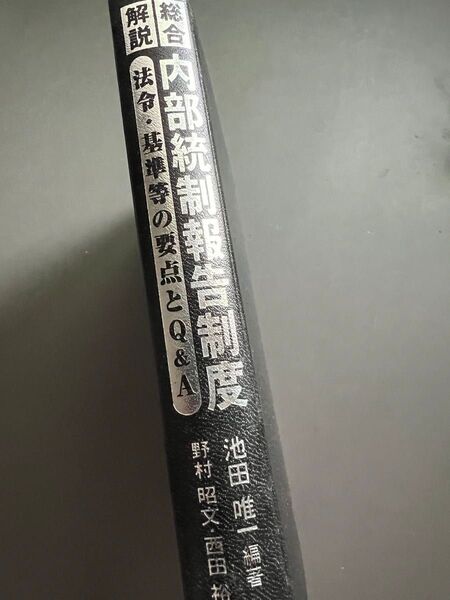 総合
解説
内部統制報告制度
法令・基準等の要点とQ&A
池田唯一 編著
野村昭文・西田裕